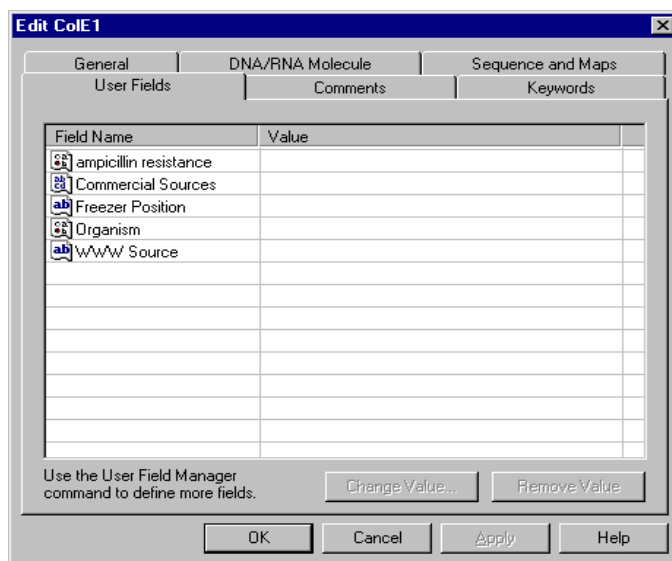 Edit ColE1
General DNA/RNA Molecule Sequence and Maps
User Fields Comments Keywords
Field Name Value
ampicillin resistance
Commercial Sources
Freezer Position
Organism
WWW Source
Use the User Field Manager
command to define more fields.
Change Value... Remove Value
OK Cancel Apply Help